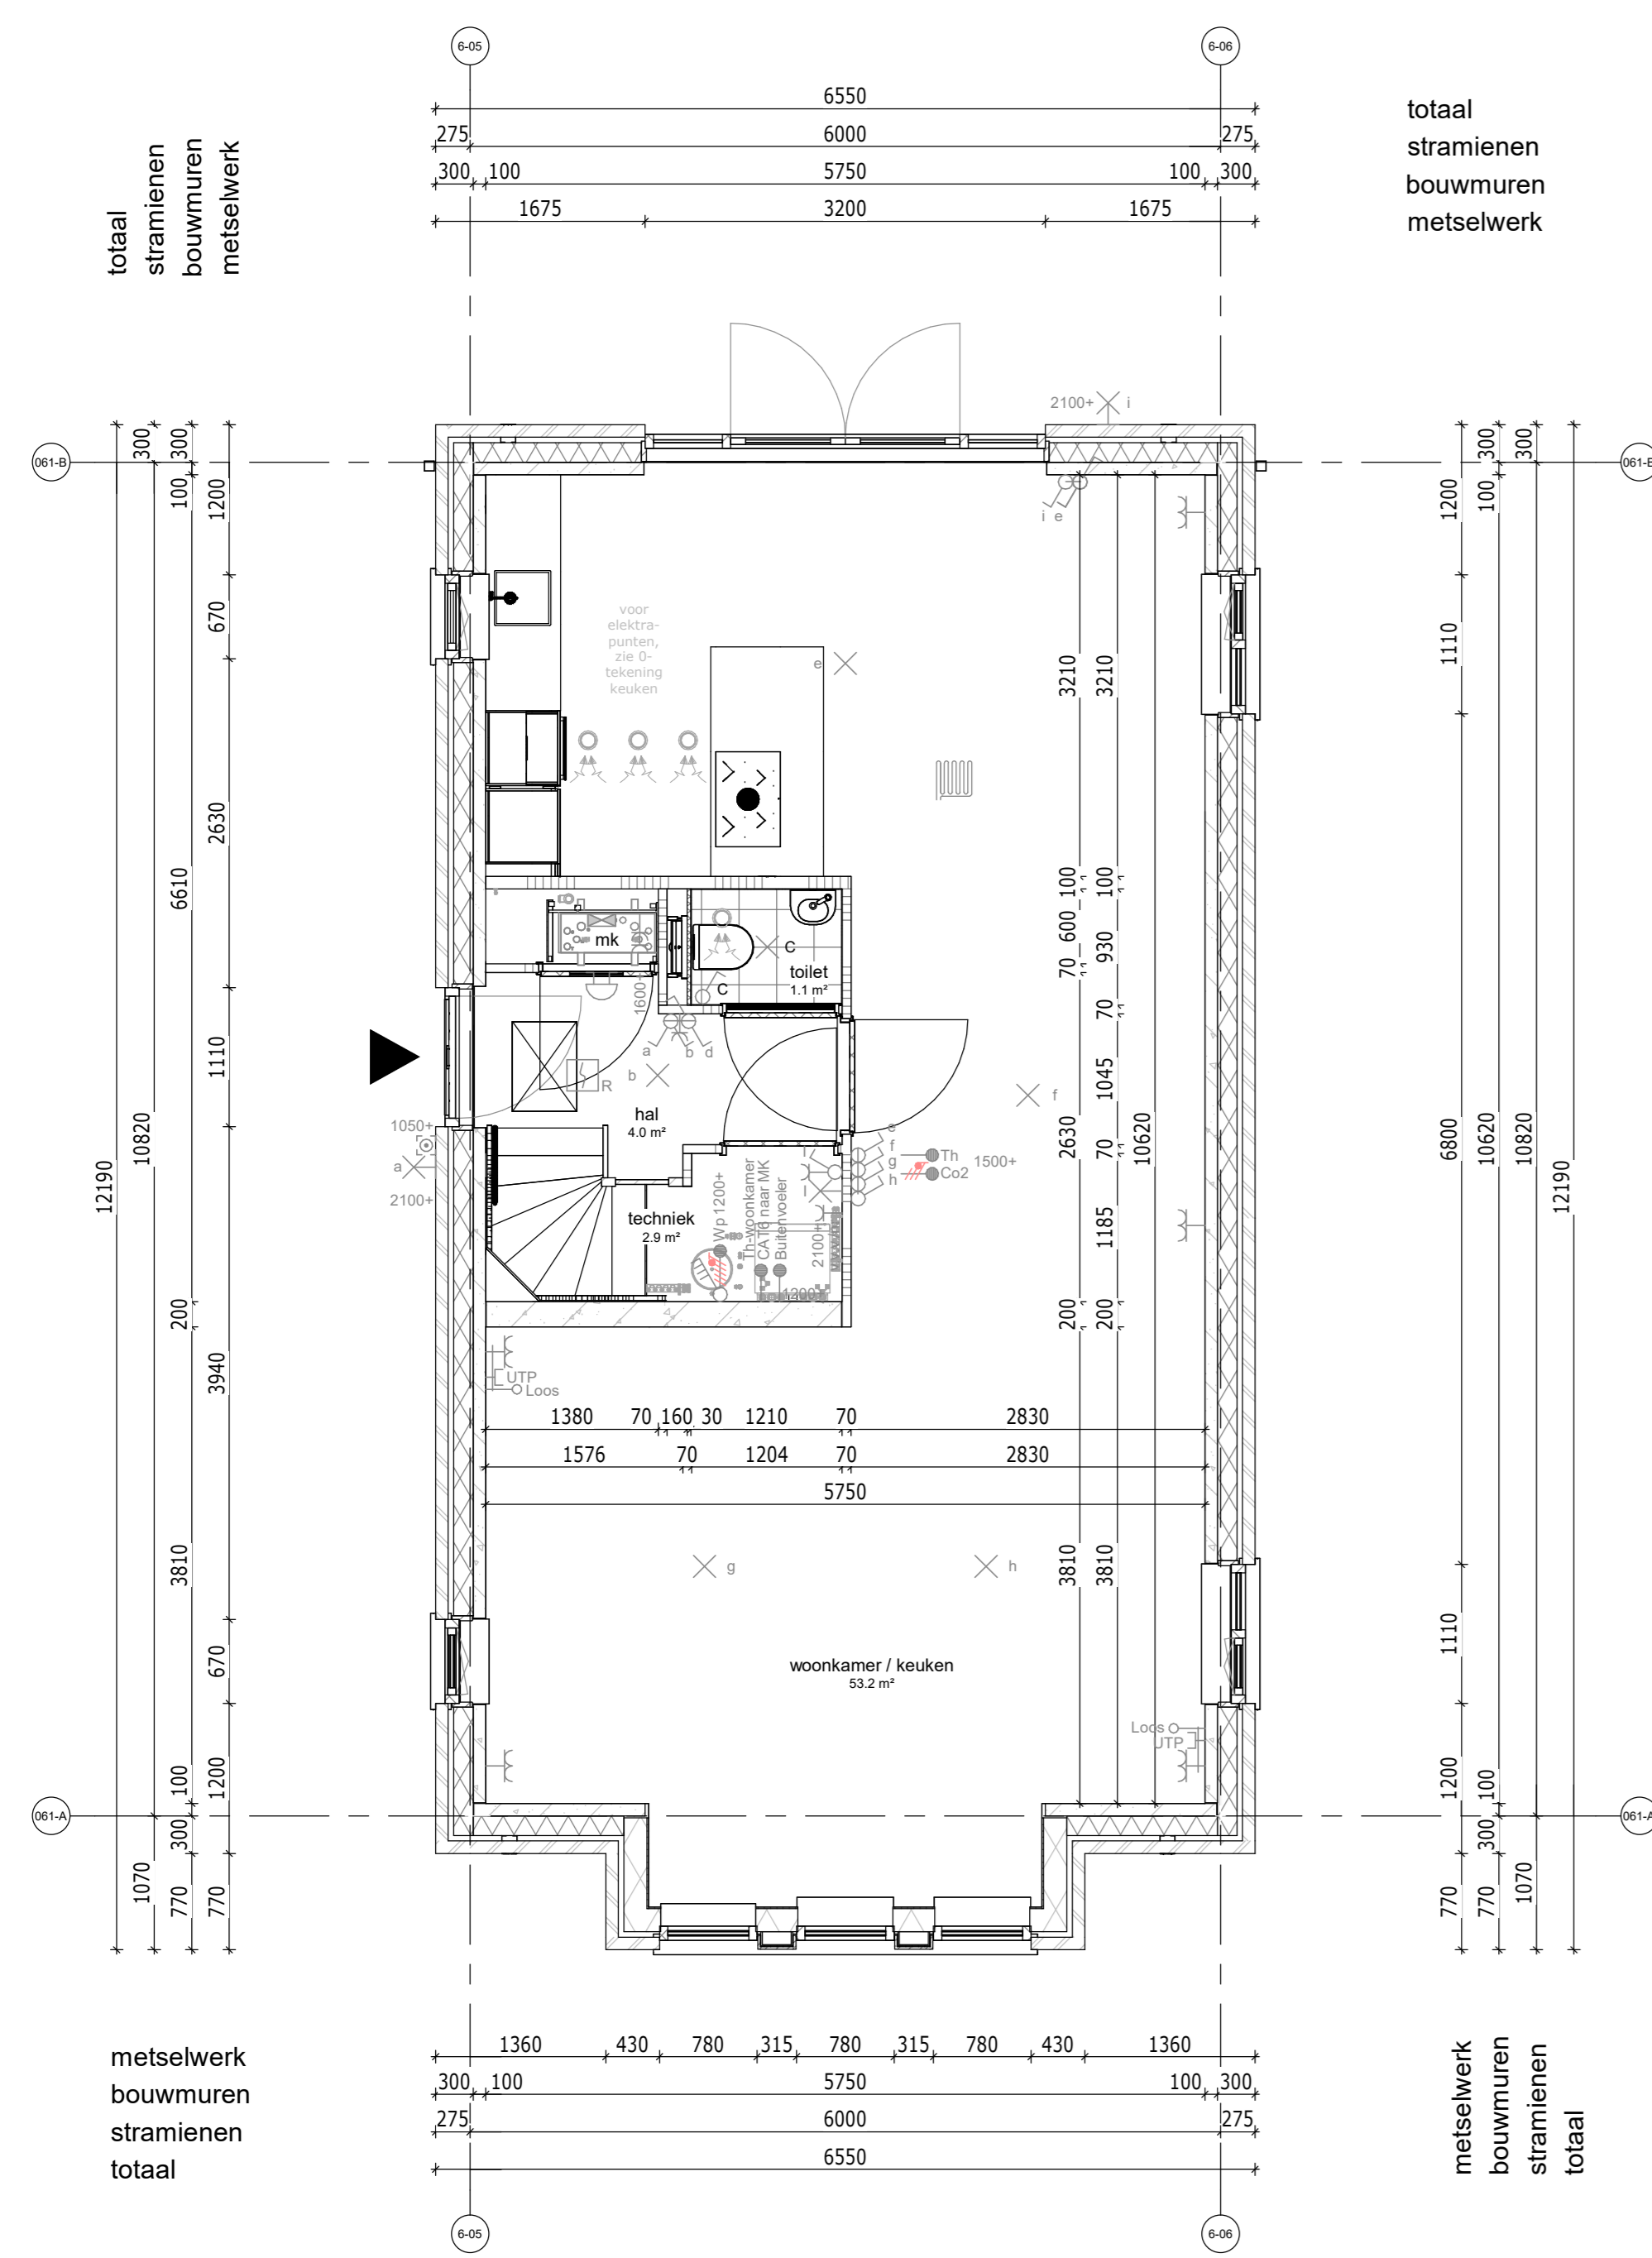 6-05
6-06
6550
275
6000
275
300
100
5750
100
300
1675
3200
1675
totaal
stramienen
bouwmuren
metselwerk
totaal
stramienen
bouwmuren
metselwerk
2100+
i
061-B
061-B
300
300
100
1200
670
2630
6610
1110
10820
12190
200
3940
3810
670
100
1200
300
1070
770
770
300
300
1200
100
1110
6800
10620
10820
12190
1110
1200
100
300
1070
770
770
i e
voor
elektra-
punten,
zie 0-
tekening
keuken
e
3210
3210
100
100
600
930
70
70
1045
2630
70
10620
1185
200
200
3810
3810
mk
C
toilet
1.1 m²
C
1600+
a
b
d
b
R
hal
4.0 m²
f
1050+
a
2100+
e
f
g
h
Th
Co2
1500+
techniek
2.9 m²
Wp 1200+
Th-woonkamer
CAT6 naar MK
Buitenvoeler
2100+
1200+
UTP
Loos
1380
70
160
30
1210
70
2830
1576
70
1204
70
2830
5750
g
h
woonkamer / keuken
53.2 m²
Loos
UTP
061-A
061-A
metselwerk
bouwmuren
stramienen
totaal
1360
430
780
315
780
315
780
430
1360
300
100
5750
100
300
275
6000
275
6550
metselwerk
bouwmuren
stramienen
totaal
6-05
6-06